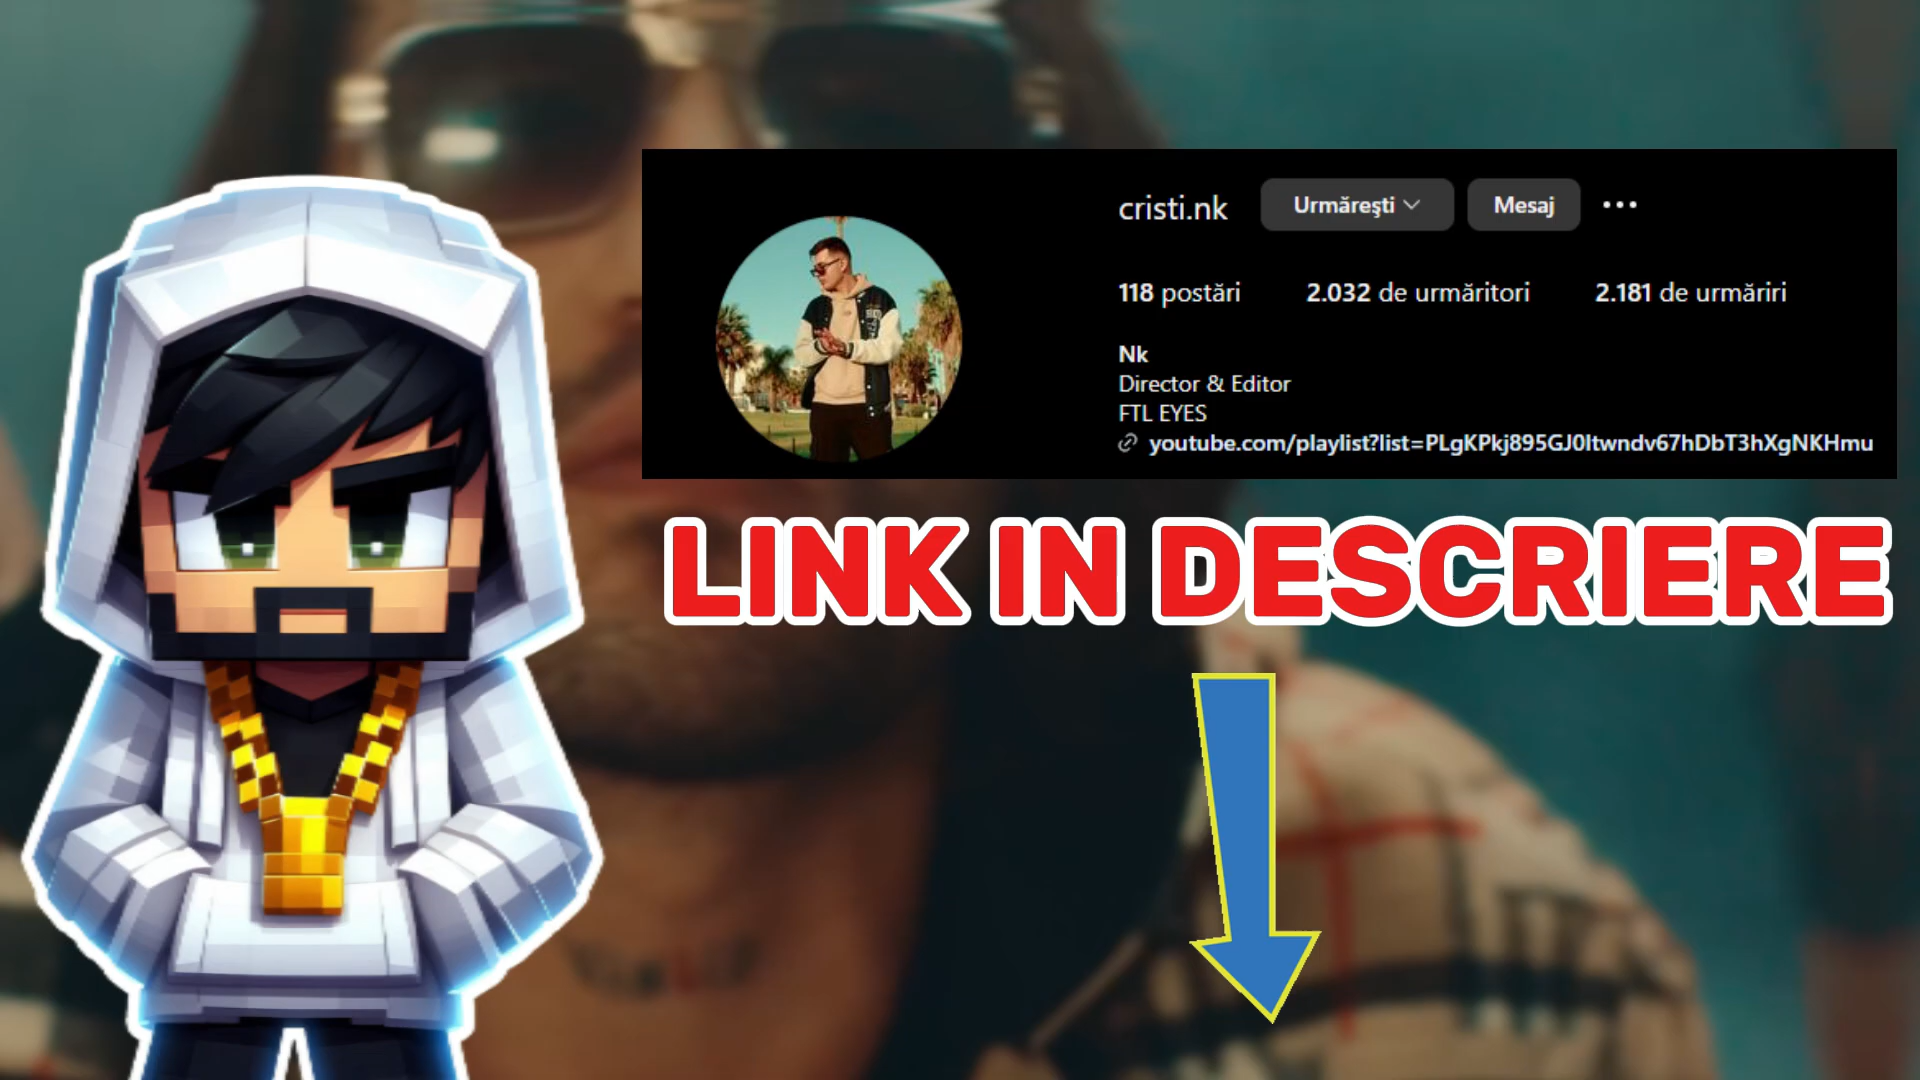 cristi.nk Urmărești Mesaj
118 postări 2.032 de urmăritori 2.181 de urmăriri
Nk
Director & Editor
FTL EYES
youtube.com/playlist?list=PLgKPkj895GJ0Itwndv67hDbT3hXgNKHmu
LINK IN DESCRIERE